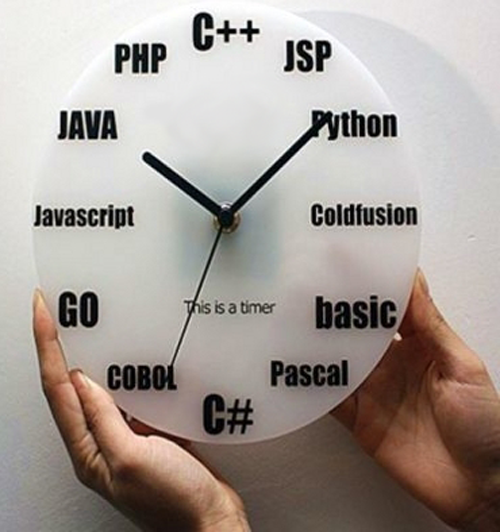 C++
PHP
JSP
JAVA
Python
Javascript
Coldfusion
GO
This is a timer
basic
COBOL
Pascal
C#